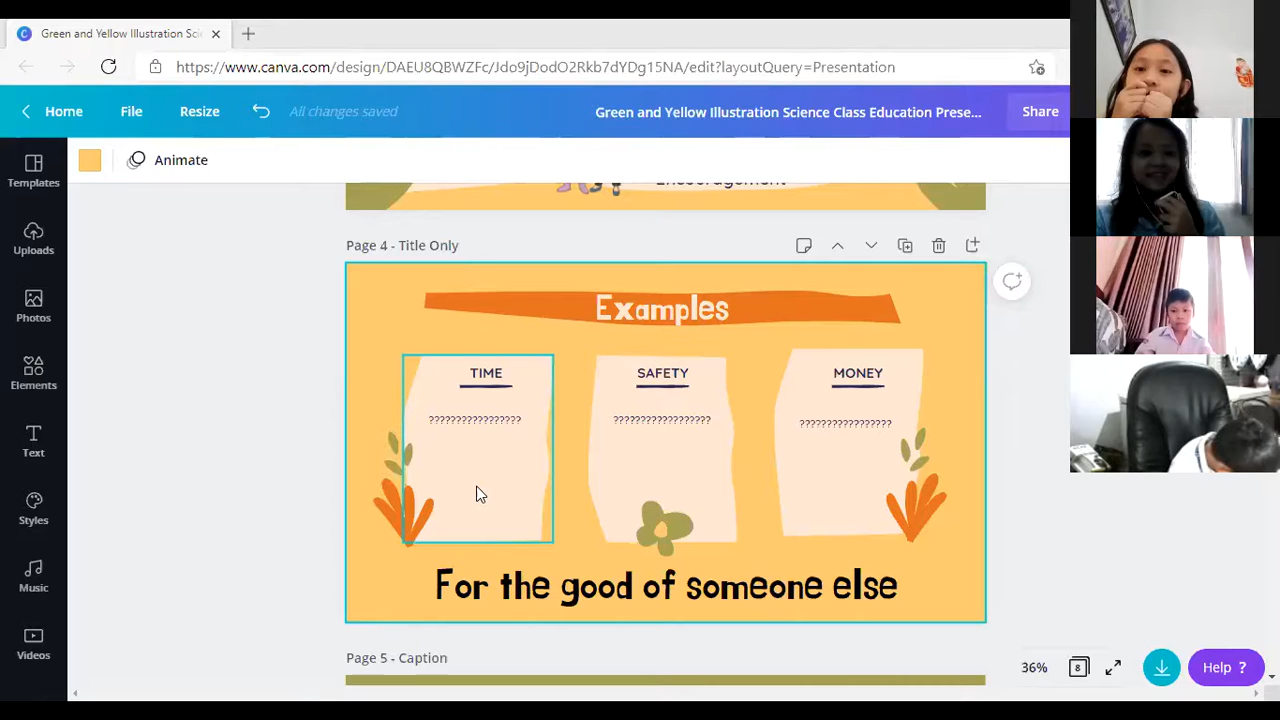 Green and Yellow Illustration Sci
https://www.canva.com/design/DAEU8QBWZFc/Jdo9jDodO2Rkb7dYDg15NA/edit?layoutQuery=Presentation
Home File Resize All changes saved Green and Yellow Illustration Science Class Education Prese... Share
Animate
Templates
Uploads
Photos
Elements
Text
Styles
Music
Videos
Encouragement
Page 4 - Title Only
Examples
TIME SAFETY MONEY
????????????????? ?????????????????? ?????????????????
For the good of someone else
Page 5 - Caption
36% 8 Help ?